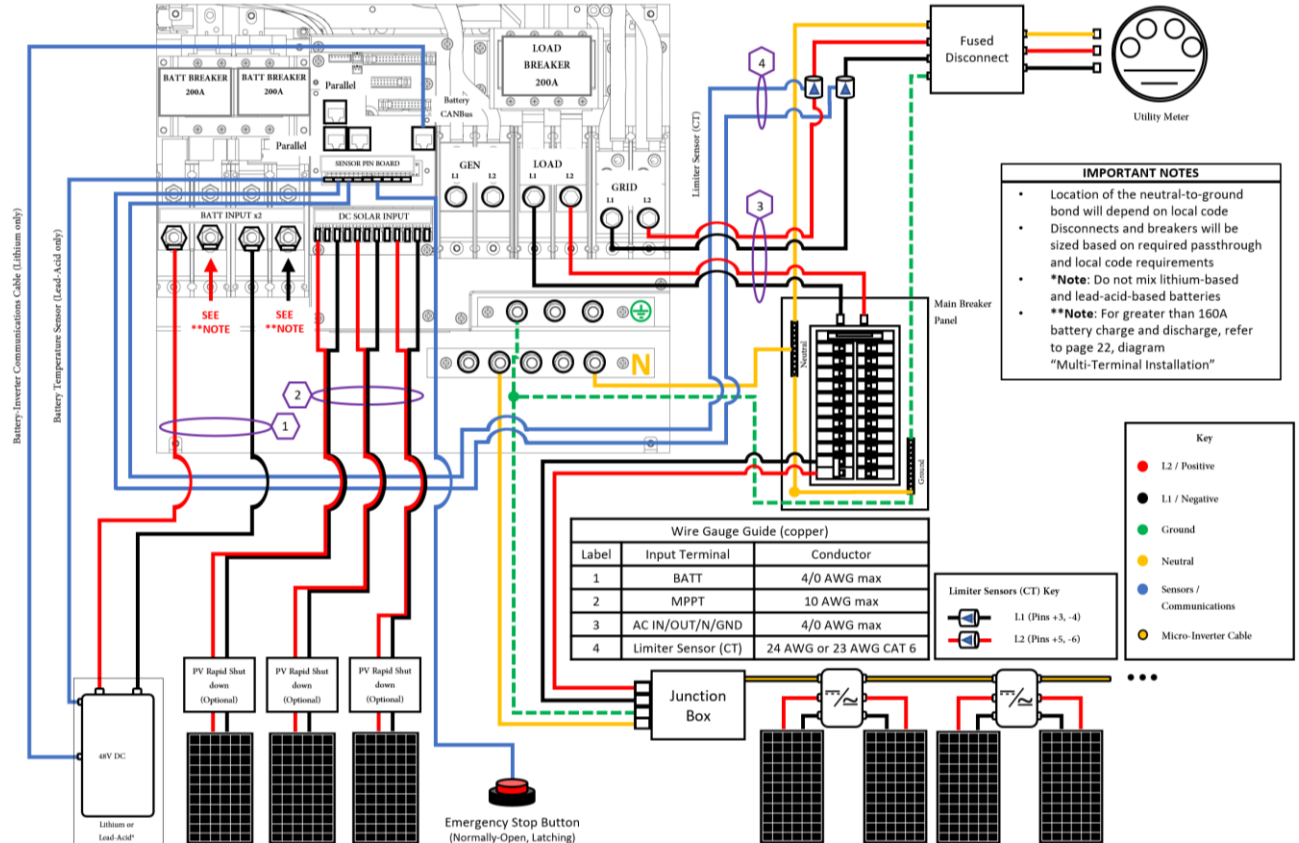 LOAD
BREAKER
200A
BATT BREAKER
200A
BATT BREAKER
200A
Parallel
Battery
CANBus
Parallel
SENSOR PIN BOARD
GEN
L1
L2
LOAD
L1
L2
GRID
L1
L2
BATT INPUT x2
DC SOLAR INPUT
SEE
**NOTE
SEE
**NOTE
N
1
2
3
4
Battery-Inverter Communications Cable (Lithium only)
Battery Temperature Sensor (Lead-Acid only)
Limiter Sensor (CT)
Fused
Disconnect
Utility Meter
IMPORTANT NOTES
• Location of the neutral-to-ground
bond will depend on local code
• Disconnects and breakers will be
sized based on required passthrough
and local code requirements
• *Note: Do not mix lithium-based
and lead-acid-based batteries
• **Note: For greater than 160A
battery charge and discharge, refer
to page 22, diagram
“Multi-Terminal Installation”
Main Breaker
Panel
Neutral
Ground
Key
L2 / Positive
L1 / Negative
Ground
Neutral
Sensors /
Communications
Micro-Inverter Cable
Wire Gauge Guide (copper)
Label Input Terminal Conductor
1 BATT 4/0 AWG max
2 MPPT 10 AWG max
3 AC IN/OUT/N/GND 4/0 AWG max
4 Limiter Sensor (CT) 24 AWG or 23 AWG CAT 6
Limiter Sensors (CT) Key
L1 (Pins +3, -4)
L2 (Pins +5, -6)
PV Rapid Shut
down
(Optional)
PV Rapid Shut
down
(Optional)
PV Rapid Shut
down
(Optional)
Junction
Box
48V DC
Lithium or
Lead-Acid*
Emergency Stop Button
(Normally-Open, Latching)